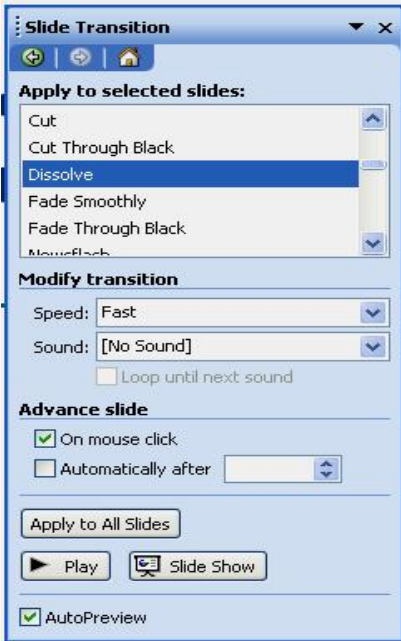 Slide Transition
Apply to selected slides:
Cut
Cut Through Black
Dissolve
Fade Smoothly
Fade Through Black
Newsflash
Modify transition
Speed: Fast
Sound: [No Sound]
Loop until next sound
Advance slide
On mouse click
Automatically after
Apply to All Slides
Play Slide Show
AutoPreview